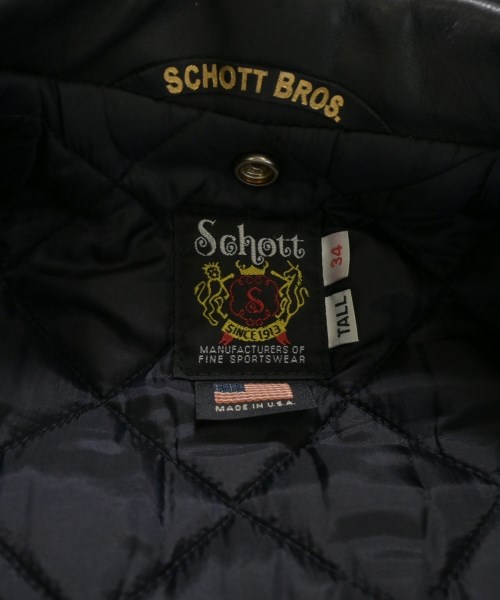 SCHOTT BROS.
Schott
34
TALL
S
SINCE 1913
MANUFACTURERS OF
FINE SPORTSWEAR
MADE IN U.S.A